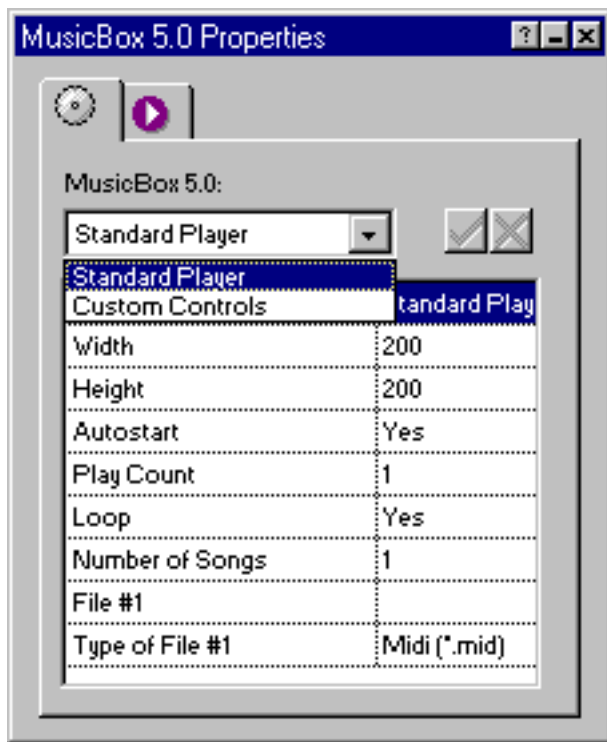 MusicBox 5.0 Properties
MusicBox 5.0:
Standard Player
Standard Player
Custom Controls
tandard Play
Width 200
Height 200
Autostart Yes
Play Count 1
Loop Yes
Number of Songs 1
File #1
Type of File #1 Midi (*.mid)